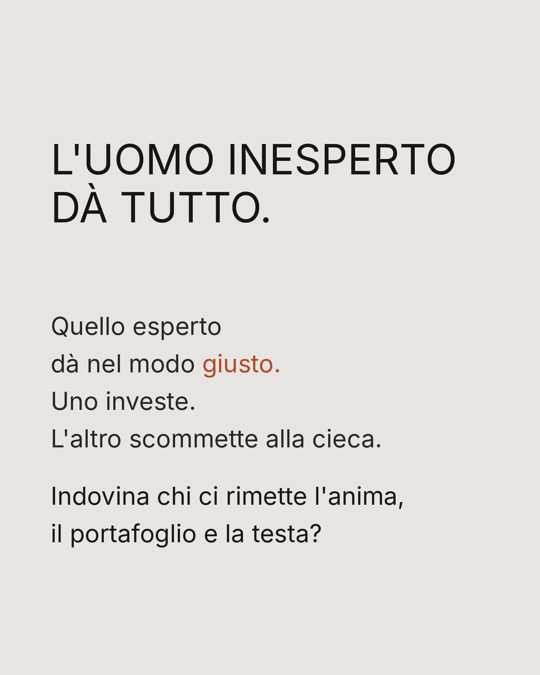 L'UOMO INESPERTO
DÀ TUTTO.
Quello esperto
dà nel modo giusto.
Uno investe.
L'altro scommette alla cieca.
Indovina chi ci rimette l'anima,
il portafoglio e la testa?